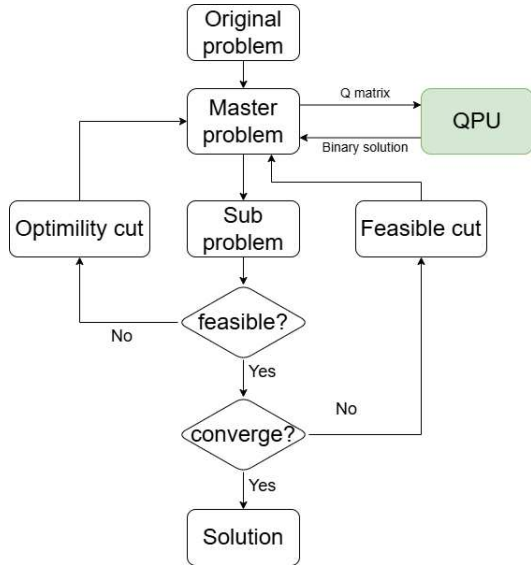 Original
problem
Master
problem
Q matrix
Binary solution
QPU
Optimility cut
Sub
problem
Feasible cut
feasible?
No
Yes
converge?
No
Yes
Solution